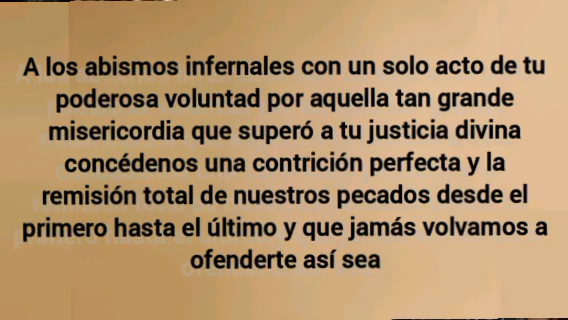 A los abismos infernales con un solo acto de tu
poderosa voluntad por aquella tan grande
misericordia que superó a tu justicia divina
concédenos una contrición perfecta y la
remisión total de nuestros pecados desde el
primero hasta el último y que jamás volvamos a
ofenderte así sea